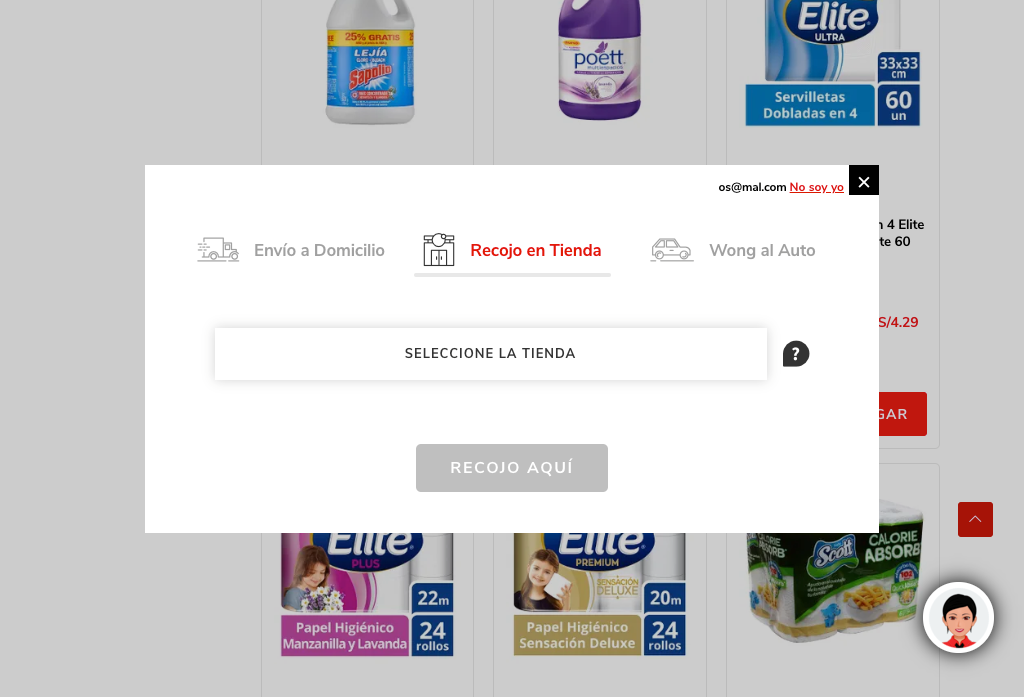 25% GRATIS
LEJÍA
Sapolio
poett
Elite
ULTRA
33x33
cm
Servilletas
Dobladas en 4
60
un
os@mal.com No soy yo
×
n 4 Elite
te 60
Envío a Domicilio
Recojo en Tienda
Wong al Auto
S/4.29
SELECCIONE LA TIENDA
?
GAR
RECOJO AQUÍ
Elite
PLUS
22m
Papel Higiénico
Manzanilla y Lavanda
24
rollos
Elite
PREMIUM
SENSACIÓN
DELUXE
20m
Papel Higiénico
Sensación Deluxe
24
rollos
CALORIE
ABSORB
Scott
CALORIE
ABSORB